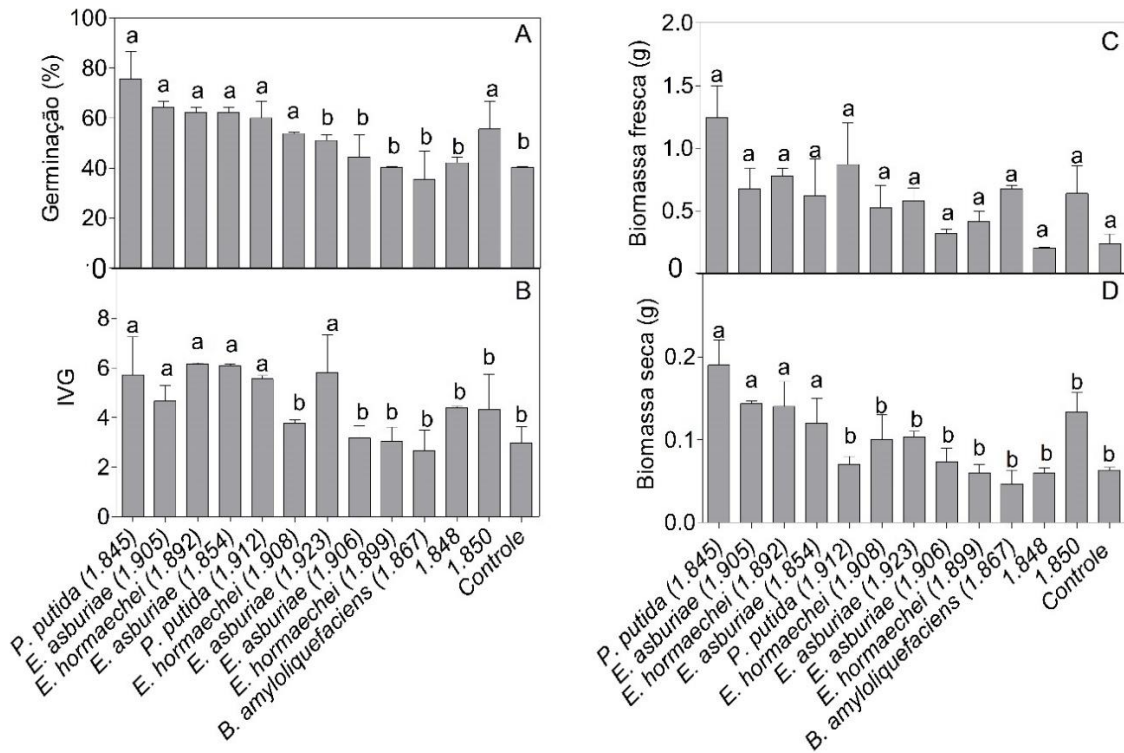 A
Germinação (%)
100
80
60
40
20
0
a
a
a
a
a
a
b
b
b
b
b
a
b
B
IVG
8
6
4
2
0
a
a
a
a
a
b
a
b
b
b
b
b
b
P. putida (1.845)
E. asburiae (1.905)
E. hormaechei (1.892)
E. asburiae (1.854)
P. putida (1.912)
E. hormaechei (1.908)
E. asburiae (1.923)
E. asburiae (1.906)
E. hormaechei (1.899)
B. amyloliquefaciens (1.867)
1.848
1.850
Controle
C
Biomassa fresca (g)
2.0
1.5
1.0
0.5
0
a
a
a
a
a
a
a
a
a
a
a
a
a
D
Biomassa seca (g)
0.2
0.1
0.0
a
a
a
a
b
b
b
b
b
b
b
b
b
P. putida (1.845)
E. asburiae (1.905)
E. hormaechei (1.892)
E. asburiae (1.854)
P. putida (1.912)
E. hormaechei (1.908)
E. asburiae (1.923)
E. asburiae (1.906)
E. hormaechei (1.899)
B. amyloliquefaciens (1.867)
1.848
1.850
Controle